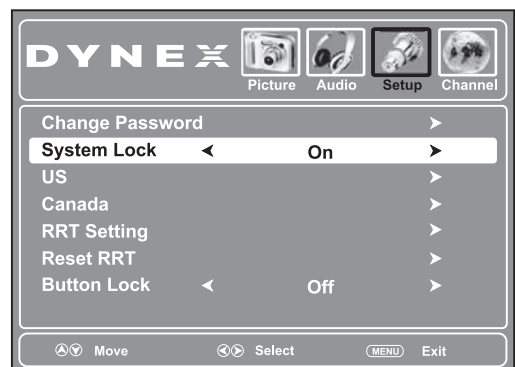 DYNEX
Picture Audio Setup Channel
Change Password
System Lock On
US
Canada
RRT Setting
Reset RRT
Button Lock Off
Move Select MENU Exit